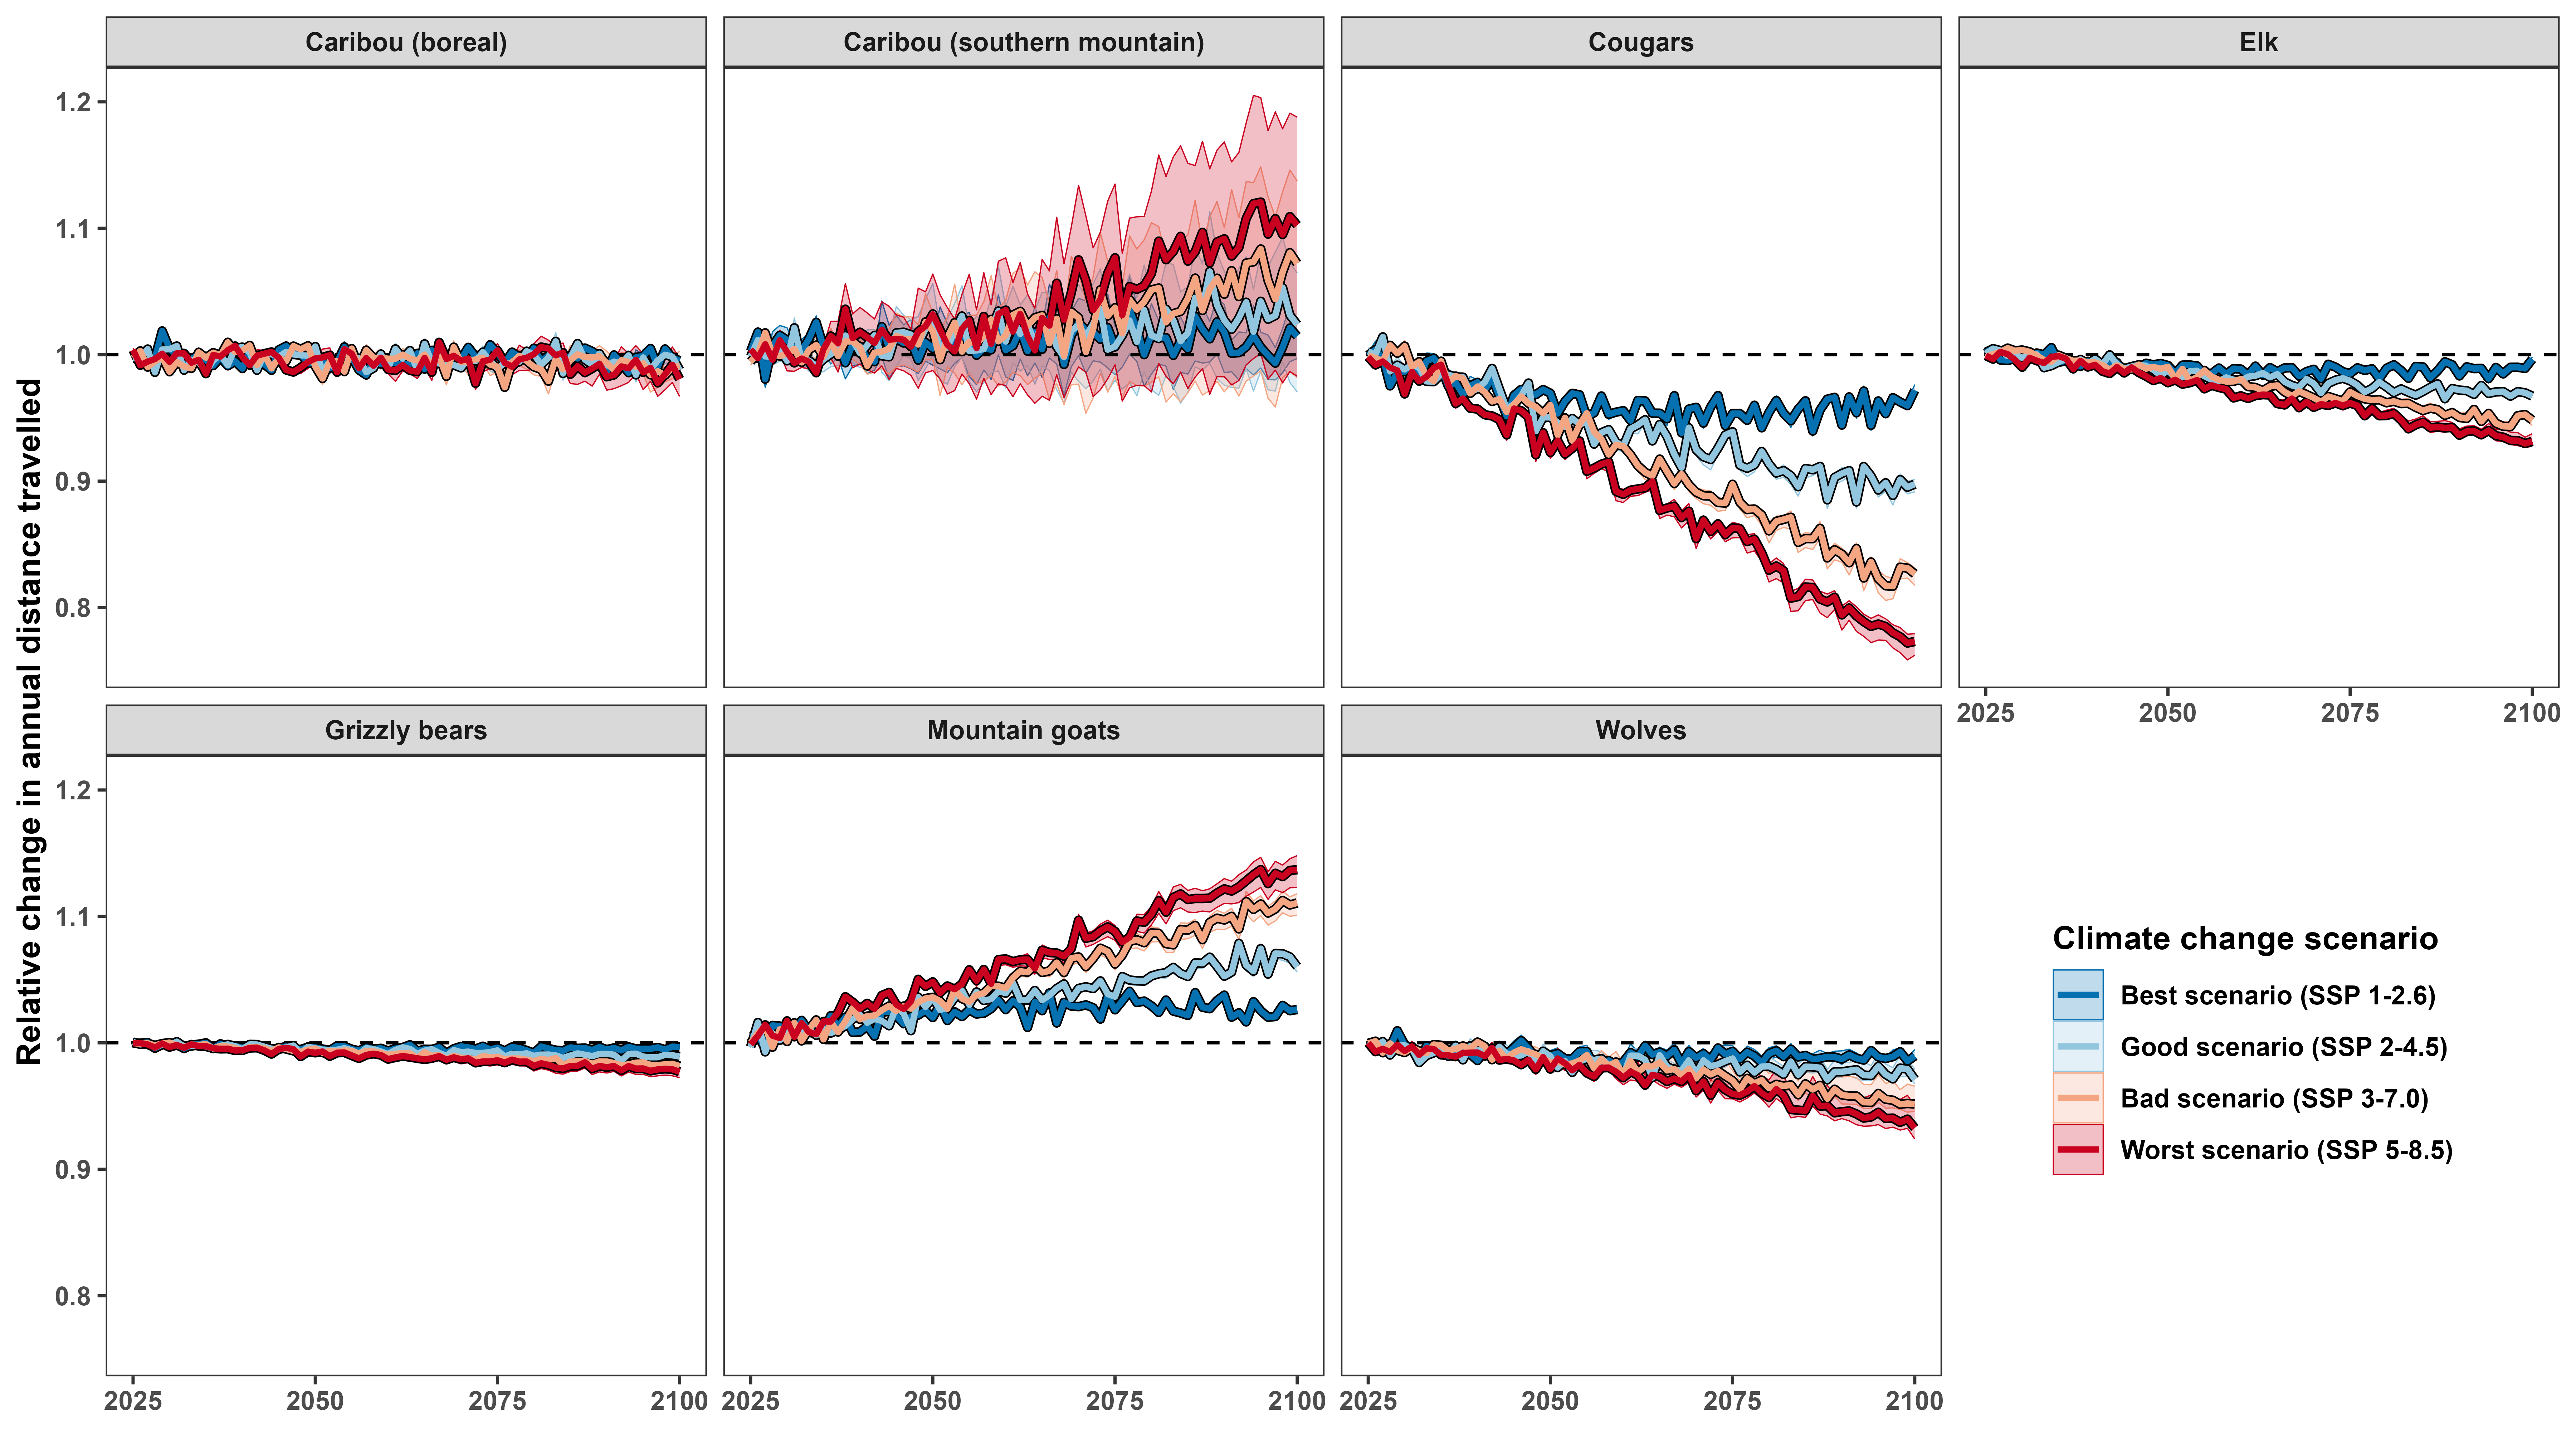 Caribou (boreal)
Caribou (southern mountain)
Cougars
Elk
1.2
1.1
1.0
0.9
0.8
2025 2050 2075 2100
Relative change in annual distance travelled
Grizzly bears
Mountain goats
Wolves
1.2
1.1
1.0
0.9
0.8
2025 2050 2075 2100
2025 2050 2075 2100
2025 2050 2075 2100
Climate change scenario
Best scenario (SSP 1-2.6)
Good scenario (SSP 2-4.5)
Bad scenario (SSP 3-7.0)
Worst scenario (SSP 5-8.5)